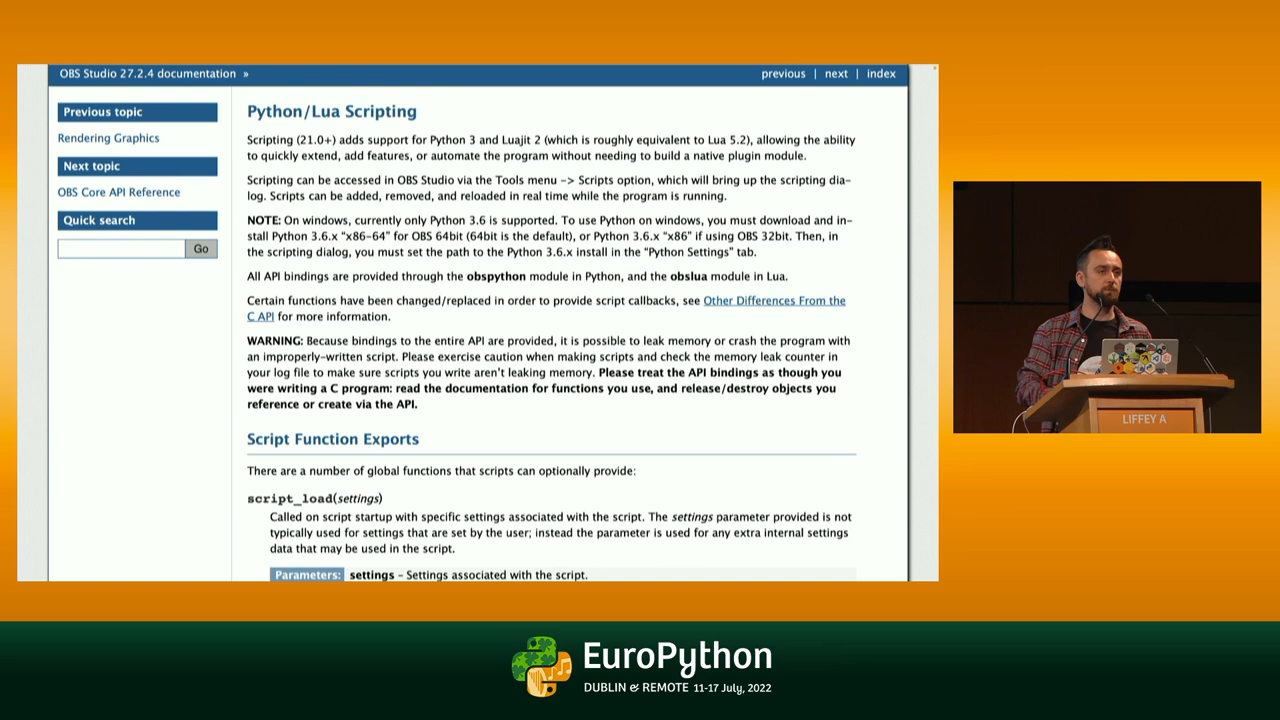 OBS Studio 27.2.4 documentation »
previous | next | index
Previous topic
Rendering Graphics
Next topic
OBS Core API Reference
Quick search
Go
Python/Lua Scripting
Scripting (21.0+) adds support for Python 3 and Luajit 2 (which is roughly equivalent to Lua 5.2), allowing the ability
to quickly extend, add features, or automate the program without needing to build a native plugin module.
Scripting can be accessed in OBS Studio via the Tools menu -> Scripts option, which will bring up the scripting dia-
log. Scripts can be added, removed, and reloaded in real time while the program is running.
NOTE: On windows, currently only Python 3.6 is supported. To use Python on windows, you must download and in-
stall Python 3.6.x "x86-64" for OBS 64bit (64bit is the default), or Python 3.6.x "x86" if using OBS 32bit. Then, in
the scripting dialog, you must set the path to the Python 3.6.x install in the "Python Settings" tab.
All API bindings are provided through the obspython module in Python, and the obslua module in Lua.
Certain functions have been changed/replaced in order to provide script callbacks, see Other Differences From the
C API for more information.
WARNING: Because bindings to the entire API are provided, it is possible to leak memory or crash the program with
an improperly-written script. Please exercise caution when making scripts and check the memory leak counter in
your log file to make sure scripts you write aren't leaking memory. Please treat the API bindings as though you
were writing a C program: read the documentation for functions you use, and release/destroy objects you
reference or create via the API.
Script Function Exports
There are a number of global functions that scripts can optionally provide:
script_load(settings)
Called on script startup with specific settings associated with the script. The settings parameter provided is not
typically used for settings that are set by the user; instead the parameter is used for any extra internal settings
data that may be used in the script.
Parameters: settings – Settings associated with the script.
LIFFEY A
EuroPython
DUBLIN & REMOTE 11-17 July, 2022